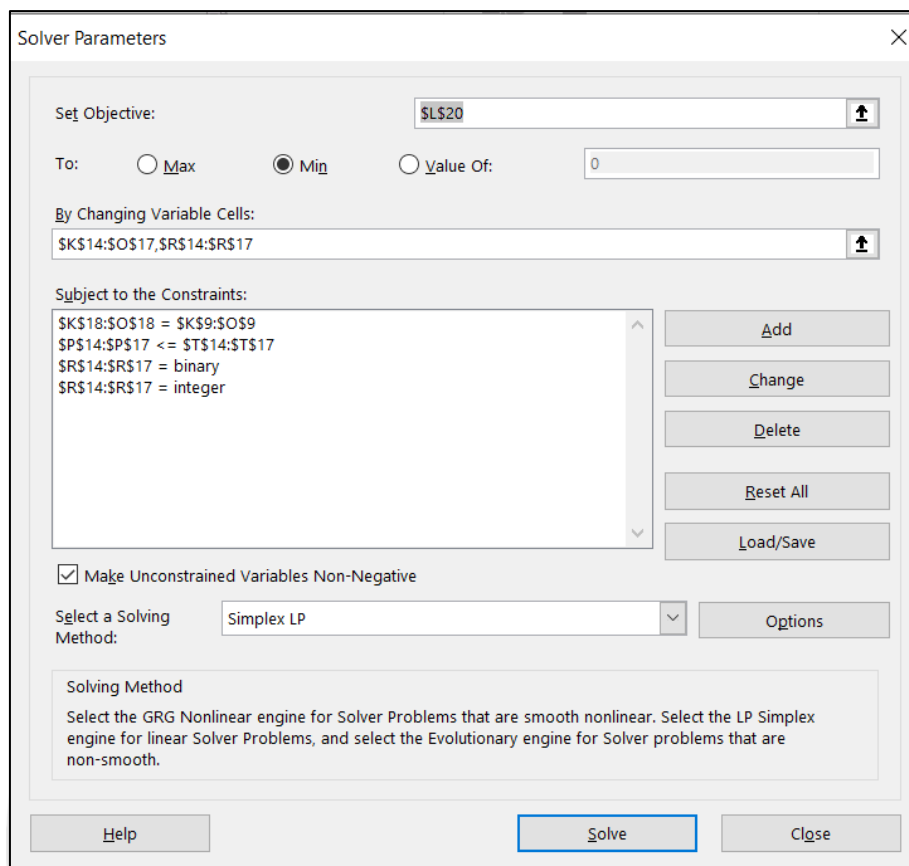 Solver Parameters
Set Objective: $L$20
To: Max Min Value Of: 0
By Changing Variable Cells:
$K$14:$O$17,$R$14:$R$17
Subject to the Constraints:
$K$18:$O$18 = $K$9:$O$9
$P$14:$P$17 <= $T$14:$T$17
$R$14:$R$17 = binary
$R$14:$R$17 = integer
Add
Change
Delete
Reset All
Load/Save
Make Unconstrained Variables Non-Negative
Select a Solving
Method:
Simplex LP
Options
Solving Method
Select the GRG Nonlinear engine for Solver Problems that are smooth nonlinear. Select the LP Simplex
engine for linear Solver Problems, and select the Evolutionary engine for Solver problems that are
non-smooth.
Help Solve Close